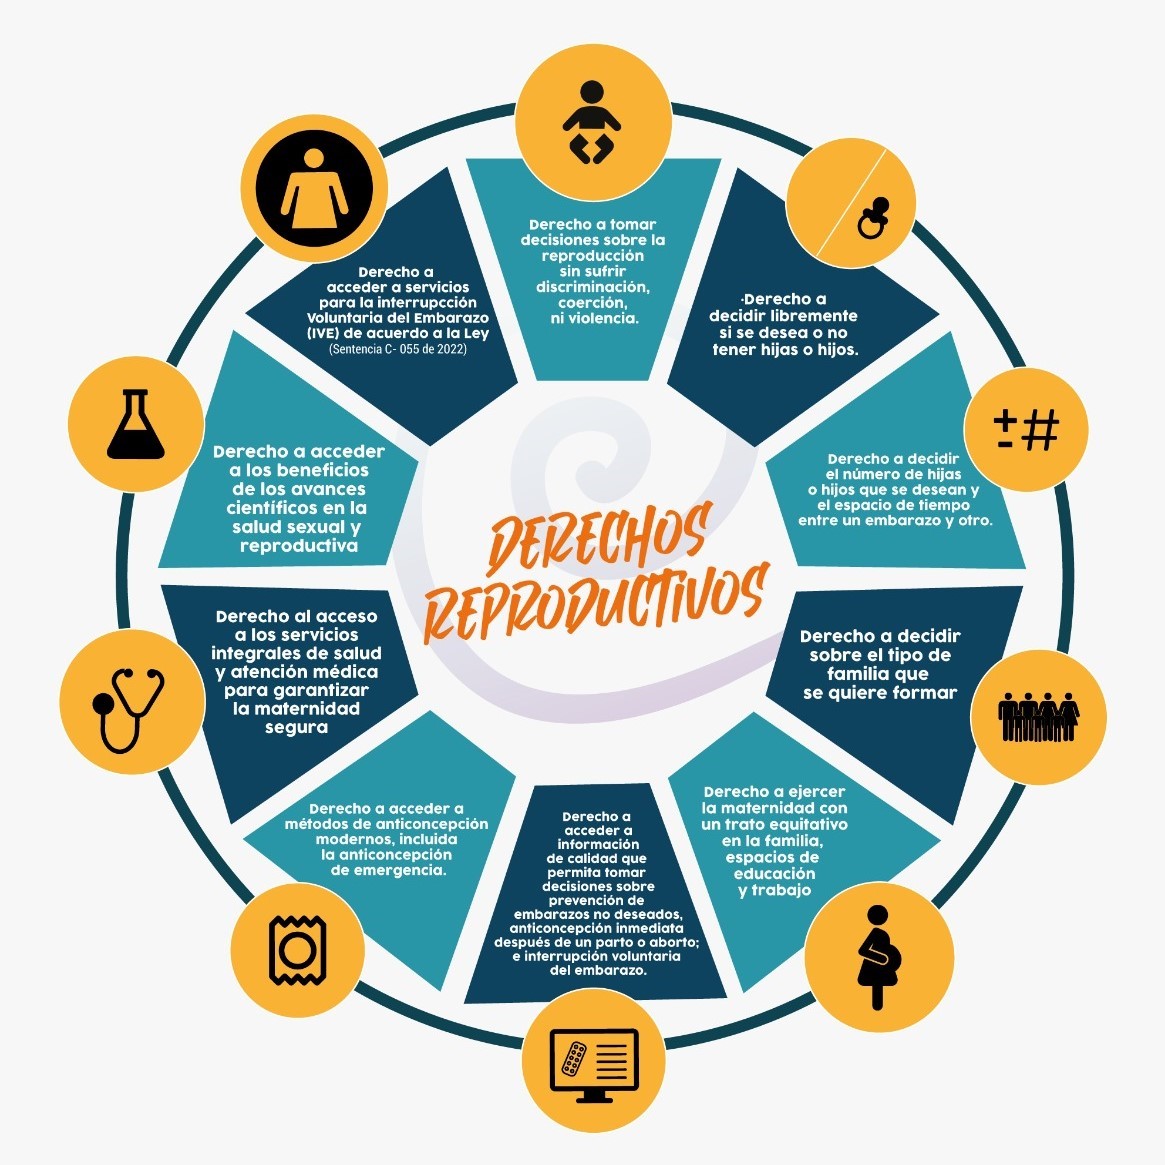 Derecho a tomar
decisiones sobre la
reproducción
sin sufrir
discriminación,
coerción,
ni violencia.
·Derecho a
decidir libremente
si se desea o no
tener hijas o hijos.
Derecho a decidir
el número de hijas
o hijos que se desean y
el espacio de tiempo
entre un embarazo y otro.
Derecho a decidir
sobre el tipo de
familia que
se quiere formar
Derecho a ejercer
la maternidad con
un trato equitativo
en la familia,
espacios de
educación
y trabajo
Derecho a
acceder a
información
de calidad que
permita tomar
decisiones sobre
prevención de
embarazos no deseados,
anticoncepción inmediata
después de un parto o aborto;
e interrupción voluntaria
del embarazo.
Derecho a acceder a
métodos de anticoncepción
modernos, incluida
la anticoncepción
de emergencia.
Derecho al acceso
a los servicios
integrales de salud
y atención médica
para garantizar
la maternidad
segura
Derecho a acceder
a los beneficios
de los avances
científicos en la
salud sexual y
reproductiva
Derecho a
acceder a servicios
para la interrupcción
Voluntaria del Embarazo
(IVE) de acuerdo a la Ley
(Sentencia C- 055 de 2022)
DERECHOS
REPRODUCTIVOS
±#